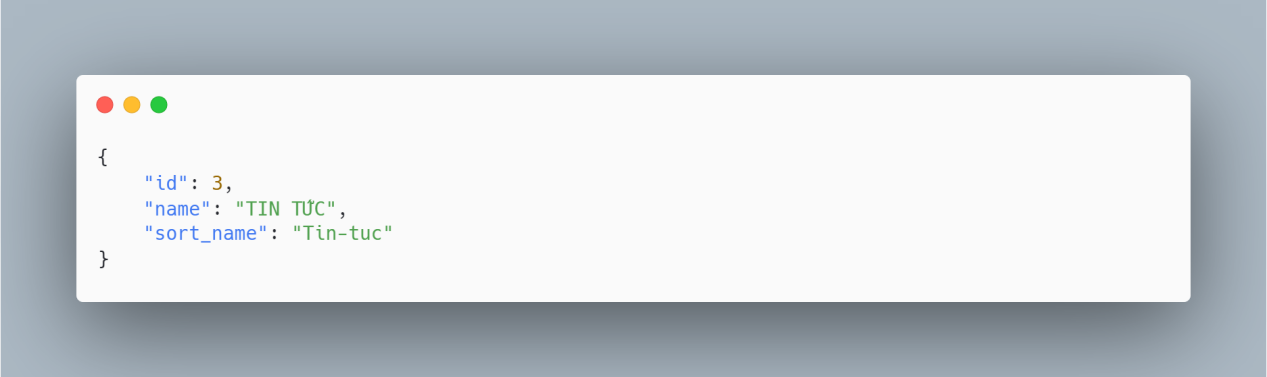 {
    "id": 3,
    "name": "TIN TỨC",
    "sort_name": "Tin-tuc"
}